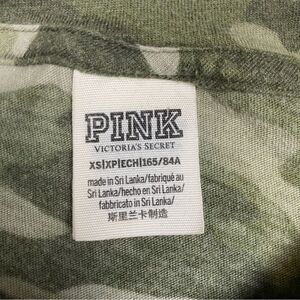 PINK
VICTORIA'S SECRET
XS|XP|ECH|165/84A
made in Sri Lanka/fabriqué au
Sri Lanka/hecho en Sri Lanka/
fabbricato in Sri Lanka/
斯里兰卡制造